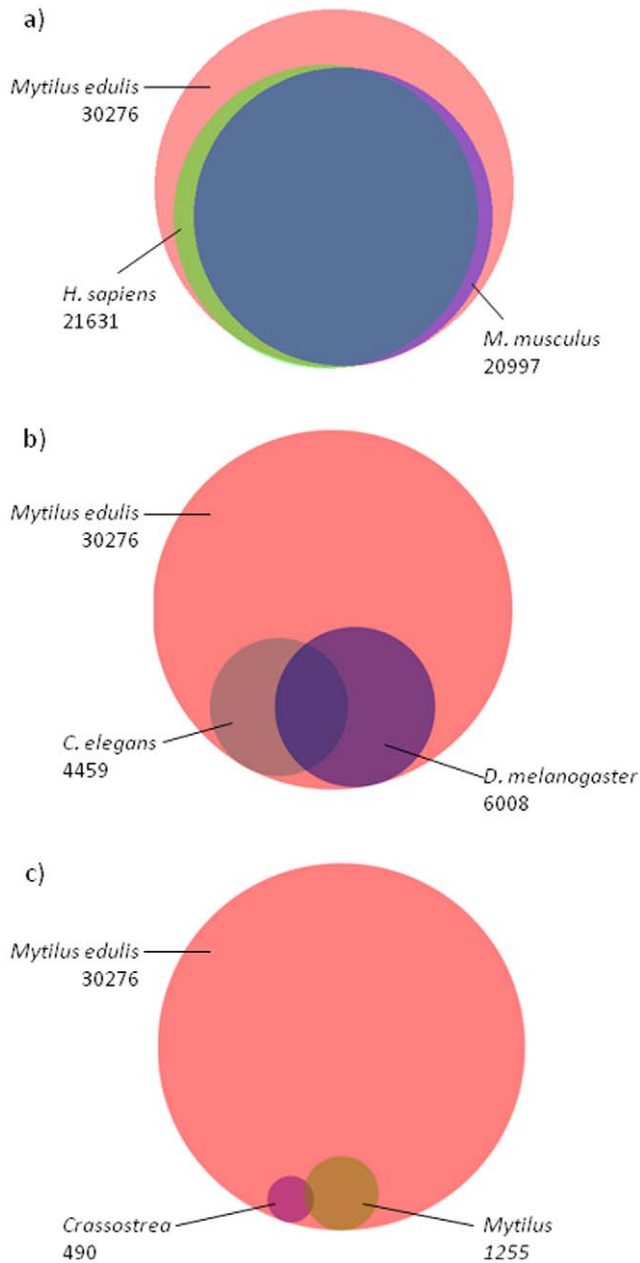 a)
Mytilus edulis
30276
H. sapiens
21631
M. musculus
20997
b)
Mytilus edulis
30276
C. elegans
4459
D. melanogaster
6008
c)
Mytilus edulis
30276
Crassostrea
490
Mytilus
1255